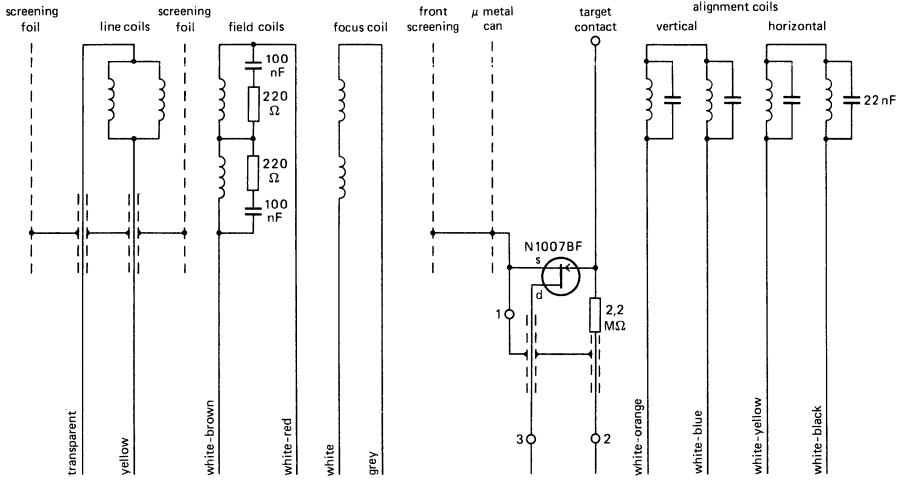 screening
foil
line coils
screening
foil
field coils
focus coil
front
screening
μ metal
can
target
contact
alignment coils
vertical
horizontal
100
nF
220
Ω
220
Ω
100
nF
22 nF
N1007BF
s
d
1
2,2
MΩ
3
2
transparent
yellow
white-brown
white-red
white
grey
white-orange
white-blue
white-yellow
white-black